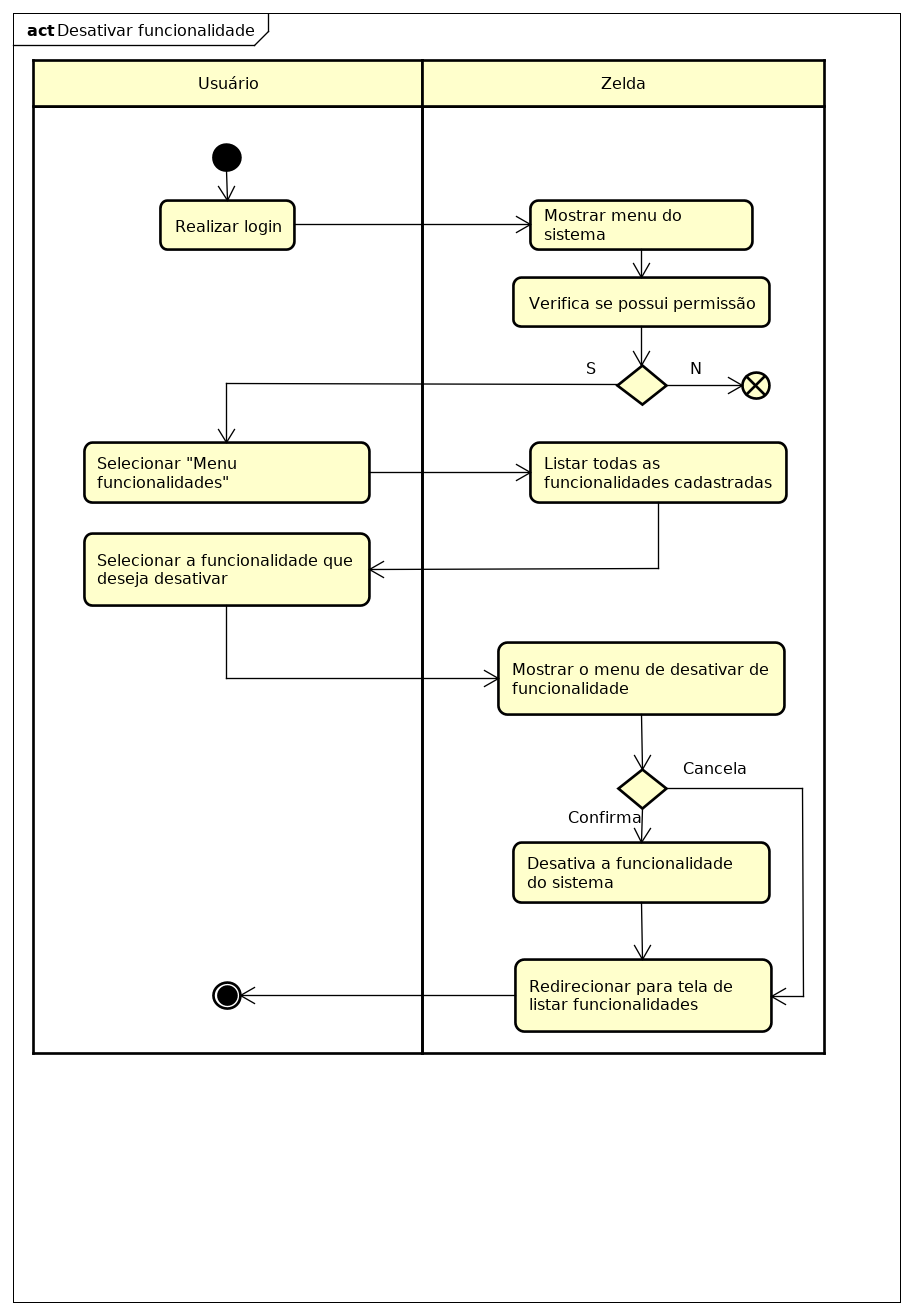 act Desativar funcionalidade
Usuário
Zelda
Realizar login
Mostrar menu do
sistema
Verifica se possui permissão
S
N
Selecionar "Menu
funcionalidades"
Listar todas as
funcionalidades cadastradas
Selecionar a funcionalidade que
deseja desativar
Mostrar o menu de desativar de
funcionalidade
Cancela
Confirma
Desativa a funcionalidade
do sistema
Redirecionar para tela de
listar funcionalidades